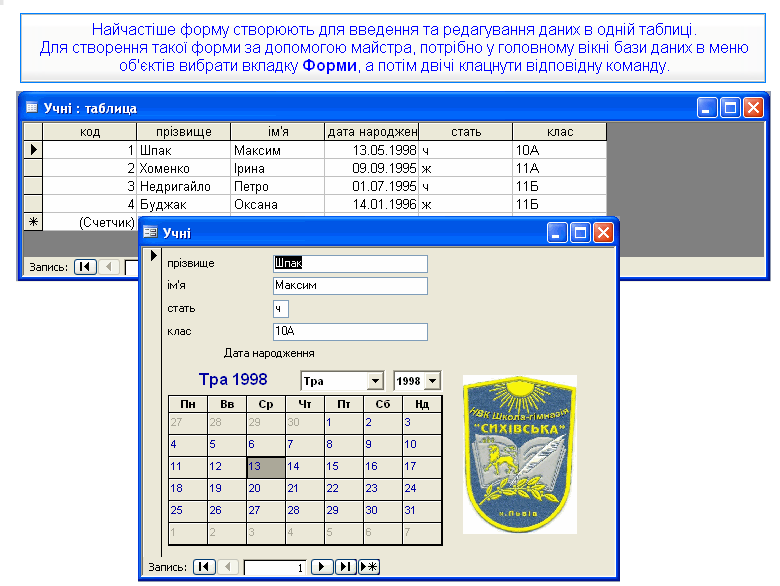 Найчастіше форму створюють для введення та редагування даних в одній таблиці.
Для створення такої форми за допомогою майстра, потрібно у головному вікні бази даних в меню
об'єктів вибрати вкладку Форми, а потім двічі клацнути відповідну команду.
Учні : таблица
код прізвище ім'я дата народжен стать клас
1 Шпак Максим 13.05.1998 ч 10А
2 Хоменко Ірина 09.09.1995 ж 11А
3 Недригайло Петро 01.07.1995 ч 11Б
4 Буджак Оксана 14.01.1996 ж 11Б
(Счетчик)
Запись:
Учні
прізвище Шпак
ім'я Максим
стать ч
клас 10А
Дата народження
Тра 1998 Тра 1998
Пн Вв Ср Чт Пт Сб Нд
27 28 29 30 1 2 3
4 5 6 7 8 9 10
11 12 13 14 15 16 17
18 19 20 21 22 23 24
25 26 27 28 29 30 31
1 2 3 4 5 6 7
НВК Школа-гімназія
"СИХІВСЬКА"
м.Львів
Запись: 1